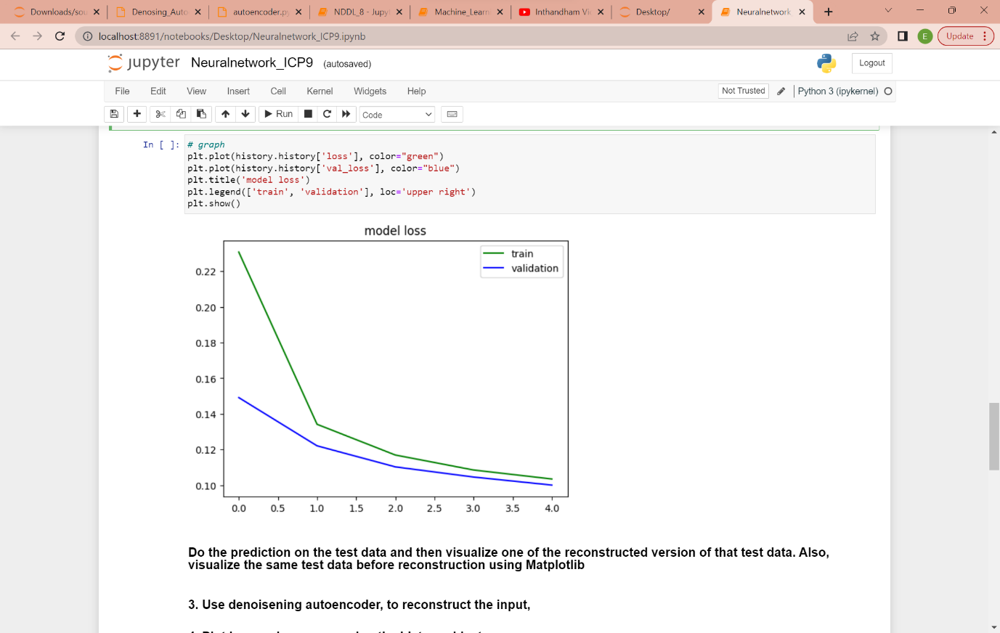 Downloads/sou
Denosing_Auto
autoencoder.p
NDDL_8 - Jupy
Machine_Learn
Inthandham Vi
Desktop/
Neuralnetwork
localhost:8891/notebooks/Desktop/Neuralnetwork_ICP9.ipynb
E
Update
jupyter Neuralnetwork_ICP9 (autosaved)
Logout
File Edit View Insert Cell Kernel Widgets Help
Not Trusted
Python 3 (ipykernel)
Run
Code
In [ ]:
# graph
plt.plot(history.history['loss'], color="green")
plt.plot(history.history['val_loss'], color="blue")
plt.title('model loss')
plt.legend(['train', 'validation'], loc='upper right')
plt.show()
model loss
train
validation
0.22
0.20
0.18
0.16
0.14
0.12
0.10
0.0 0.5 1.0 1.5 2.0 2.5 3.0 3.5 4.0
Do the prediction on the test data and then visualize one of the reconstructed version of that test data. Also,
visualize the same test data before reconstruction using Matplotlib
3. Use denoisening autoencoder, to reconstruct the input,